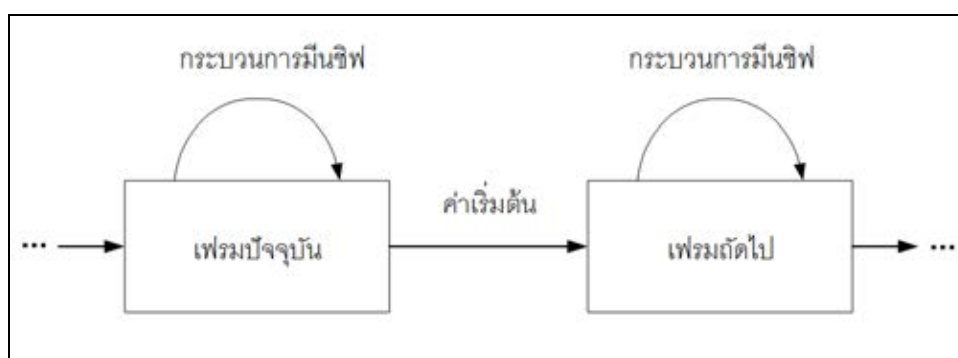 กระบวนการมีนชิฟ กระบวนการมีนชิฟ
ค่าเริ่มต้น
... เฟรมปัจจุบัน เฟรมถัดไป ...